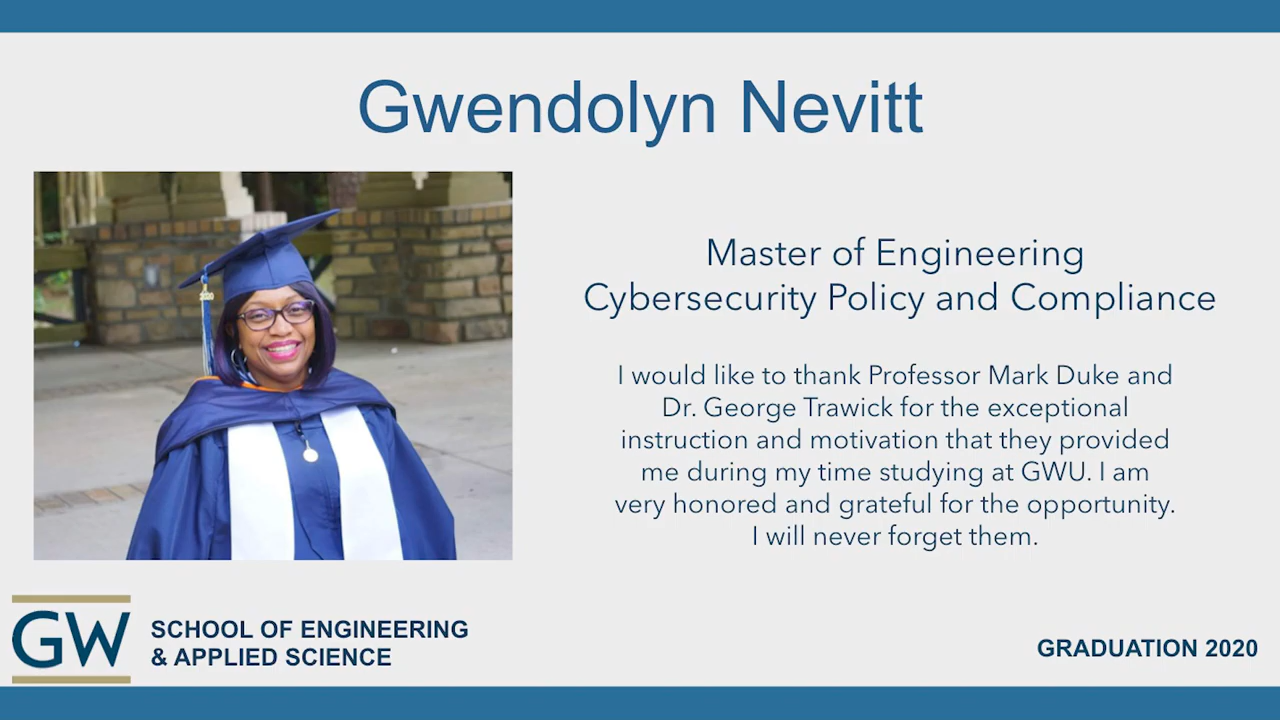 Gwendolyn Nevitt
Master of Engineering
Cybersecurity Policy and Compliance
I would like to thank Professor Mark Duke and
Dr. George Trawick for the exceptional
instruction and motivation that they provided
me during my time studying at GWU. I am
very honored and grateful for the opportunity.
I will never forget them.
GW
SCHOOL OF ENGINEERING
& APPLIED SCIENCE
GRADUATION 2020